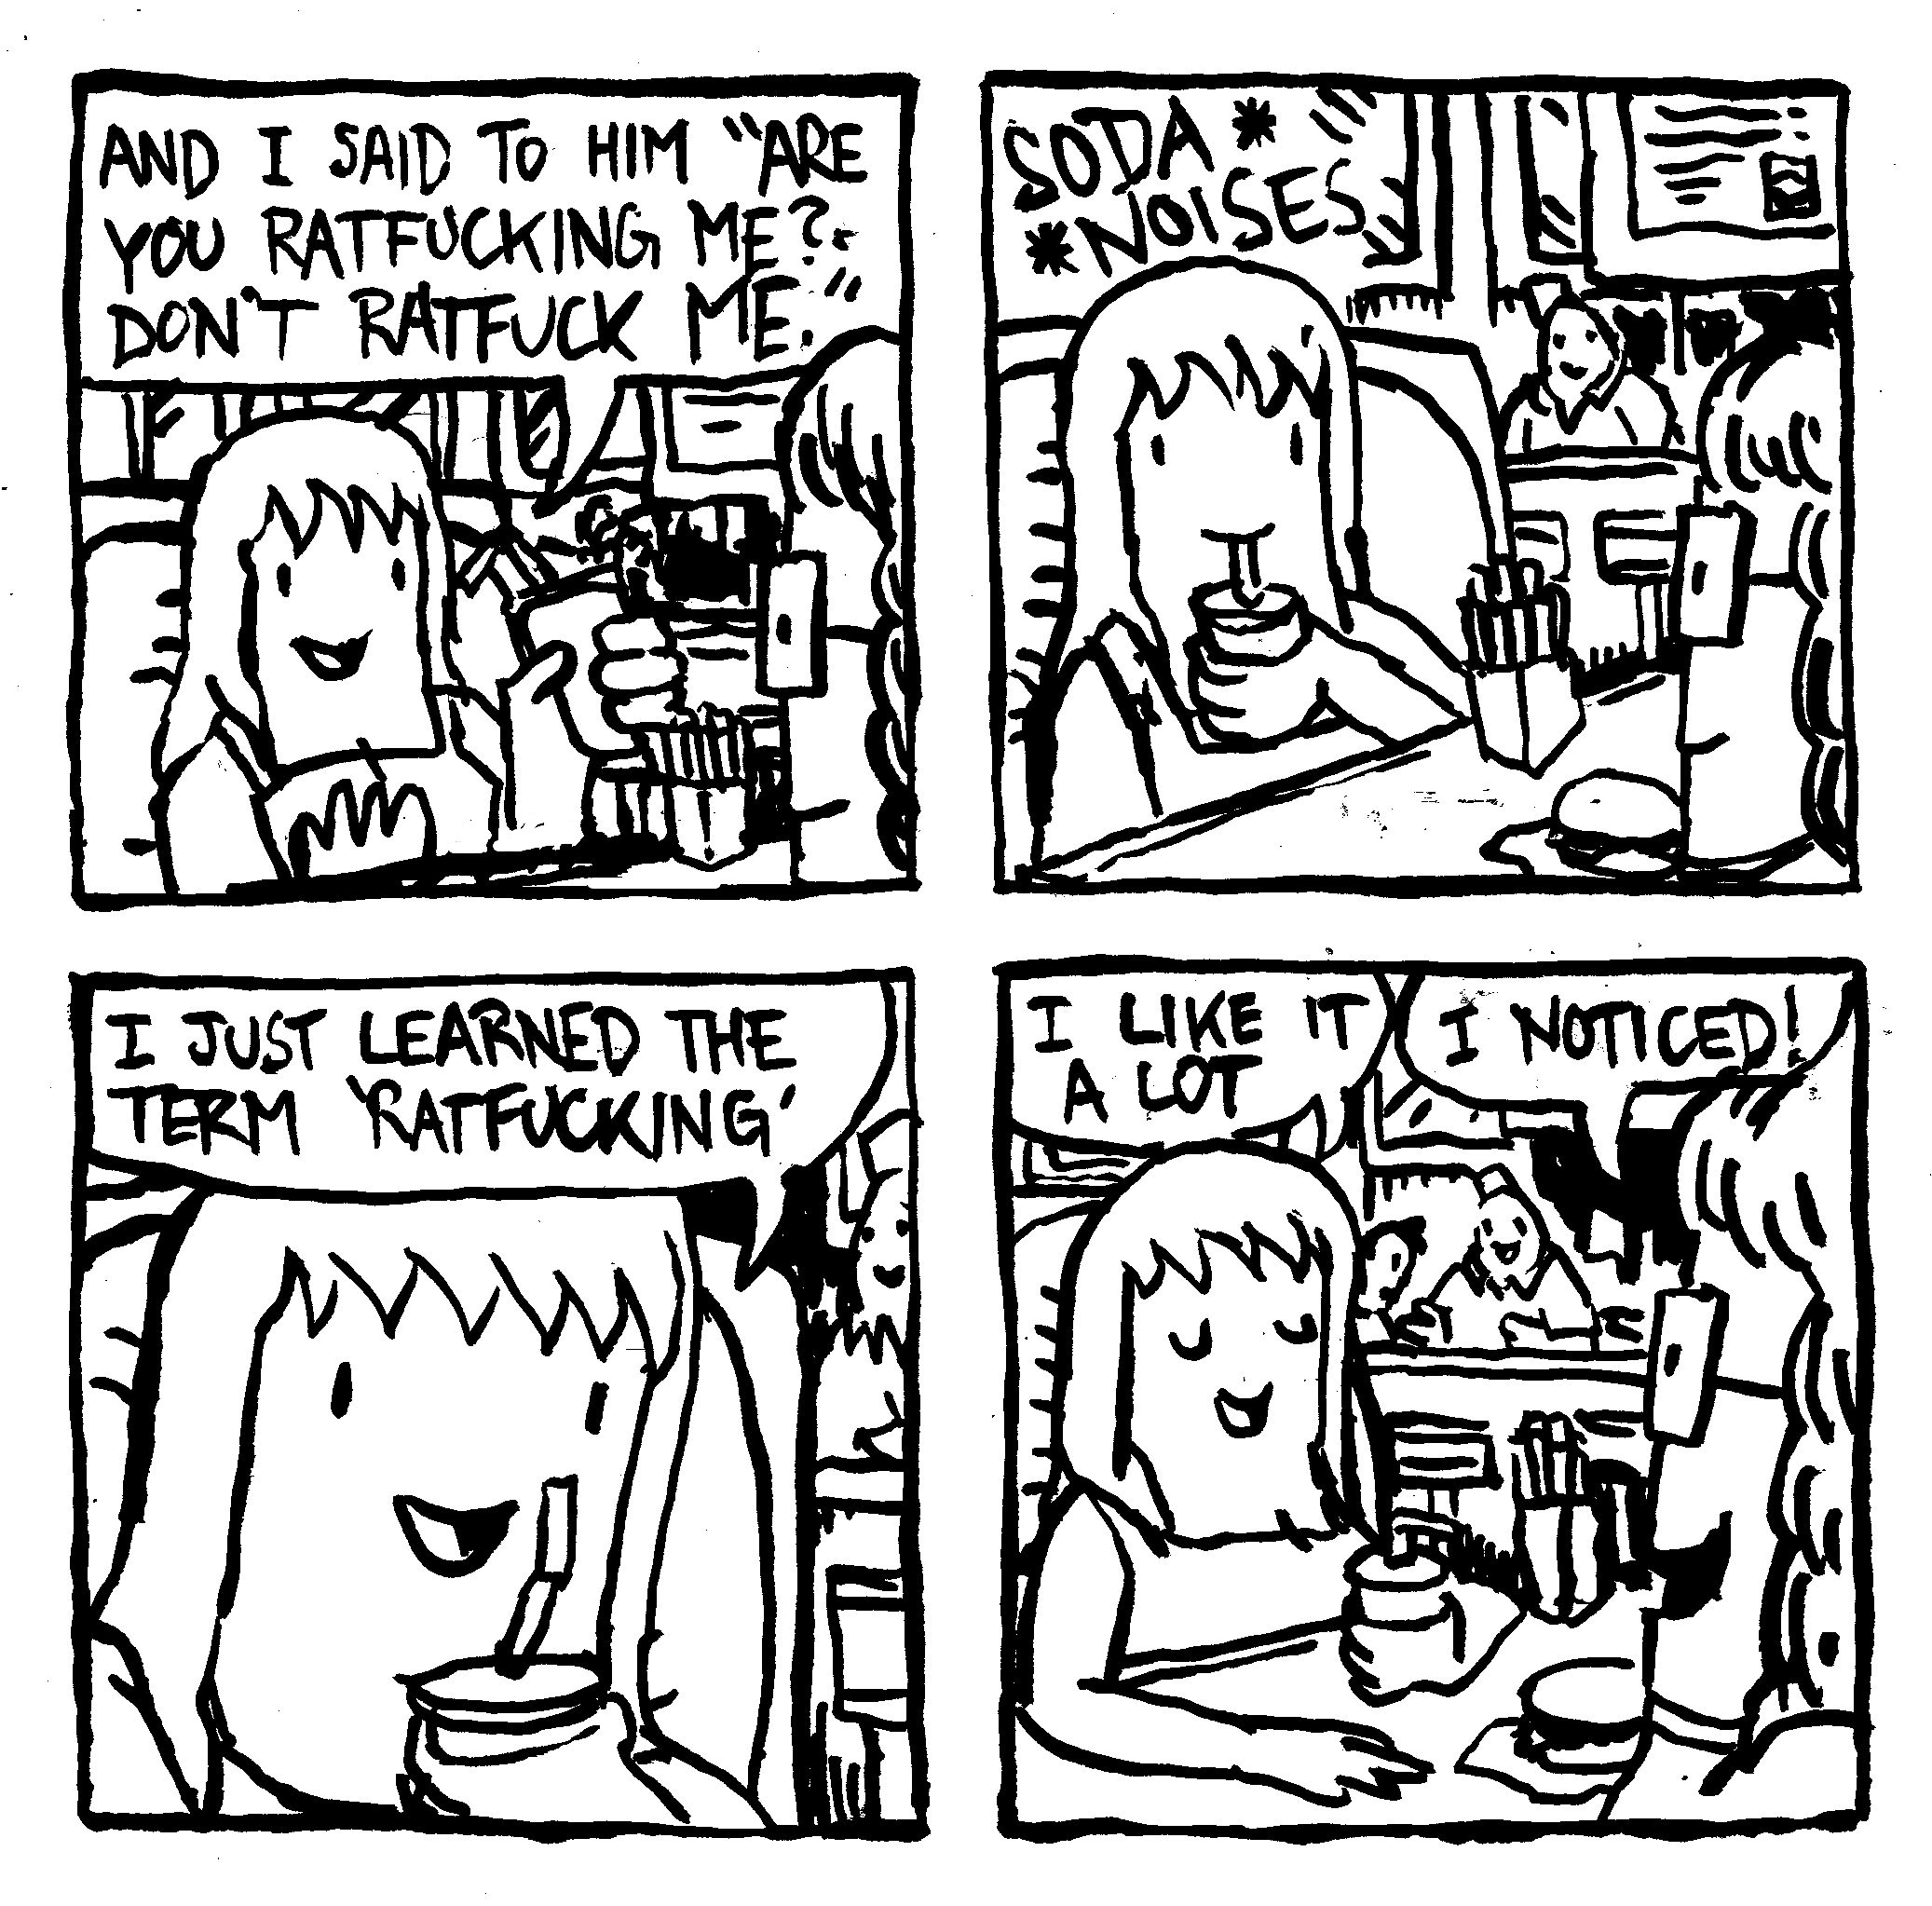 AND I SAID TO HIM "ARE
YOU RATFUCKING ME?
DON'T RATFUCK ME."
SODA *
*NOISES
I JUST LEARNED THE
TERM 'RATFUCKING'
I LIKE IT
A LOT
I NOTICED!